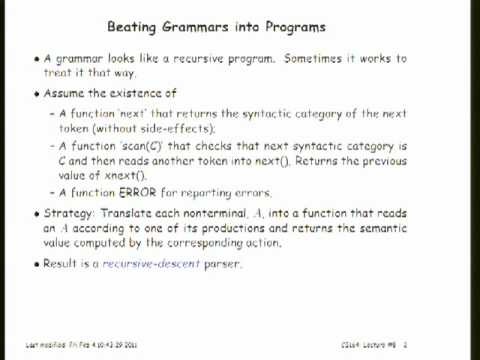 Beating Grammars into Programs
• A grammar looks like a recursive program. Sometimes it works to
treat it that way.
• Assume the existence of
– A function 'next' that returns the syntactic category of the next
token (without side-effects);
– A function 'scan(C)' that checks that next syntactic category is
C and then reads another token into next(). Returns the previous
value of xnext().
– A function ERROR for reporting errors.
• Strategy: Translate each nonterminal, A, into a function that reads
an A according to one of its productions and returns the semantic
value computed by the corresponding action.
• Result is a recursive-descent parser.
Last modified: Fri Feb 4 10:43:29 2011 CS164: Lecture #8 2